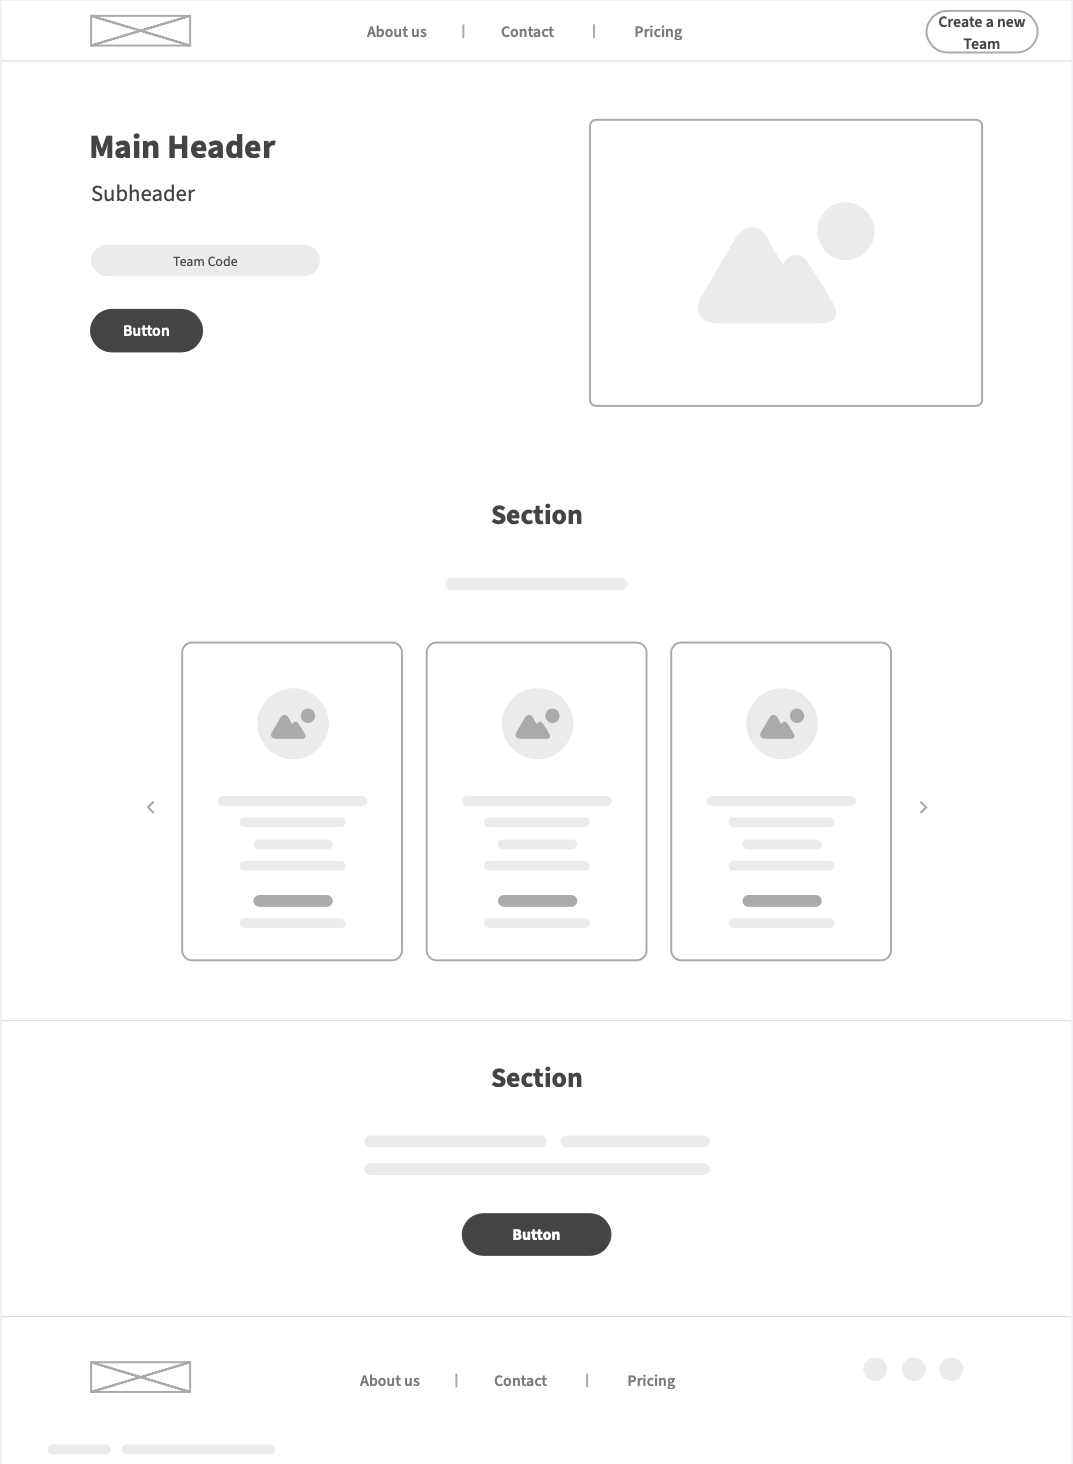 About us | Contact | Pricing
Create a new
Team
Main Header
Subheader
Team Code
Button
Section
Section
Button
About us | Contact | Pricing